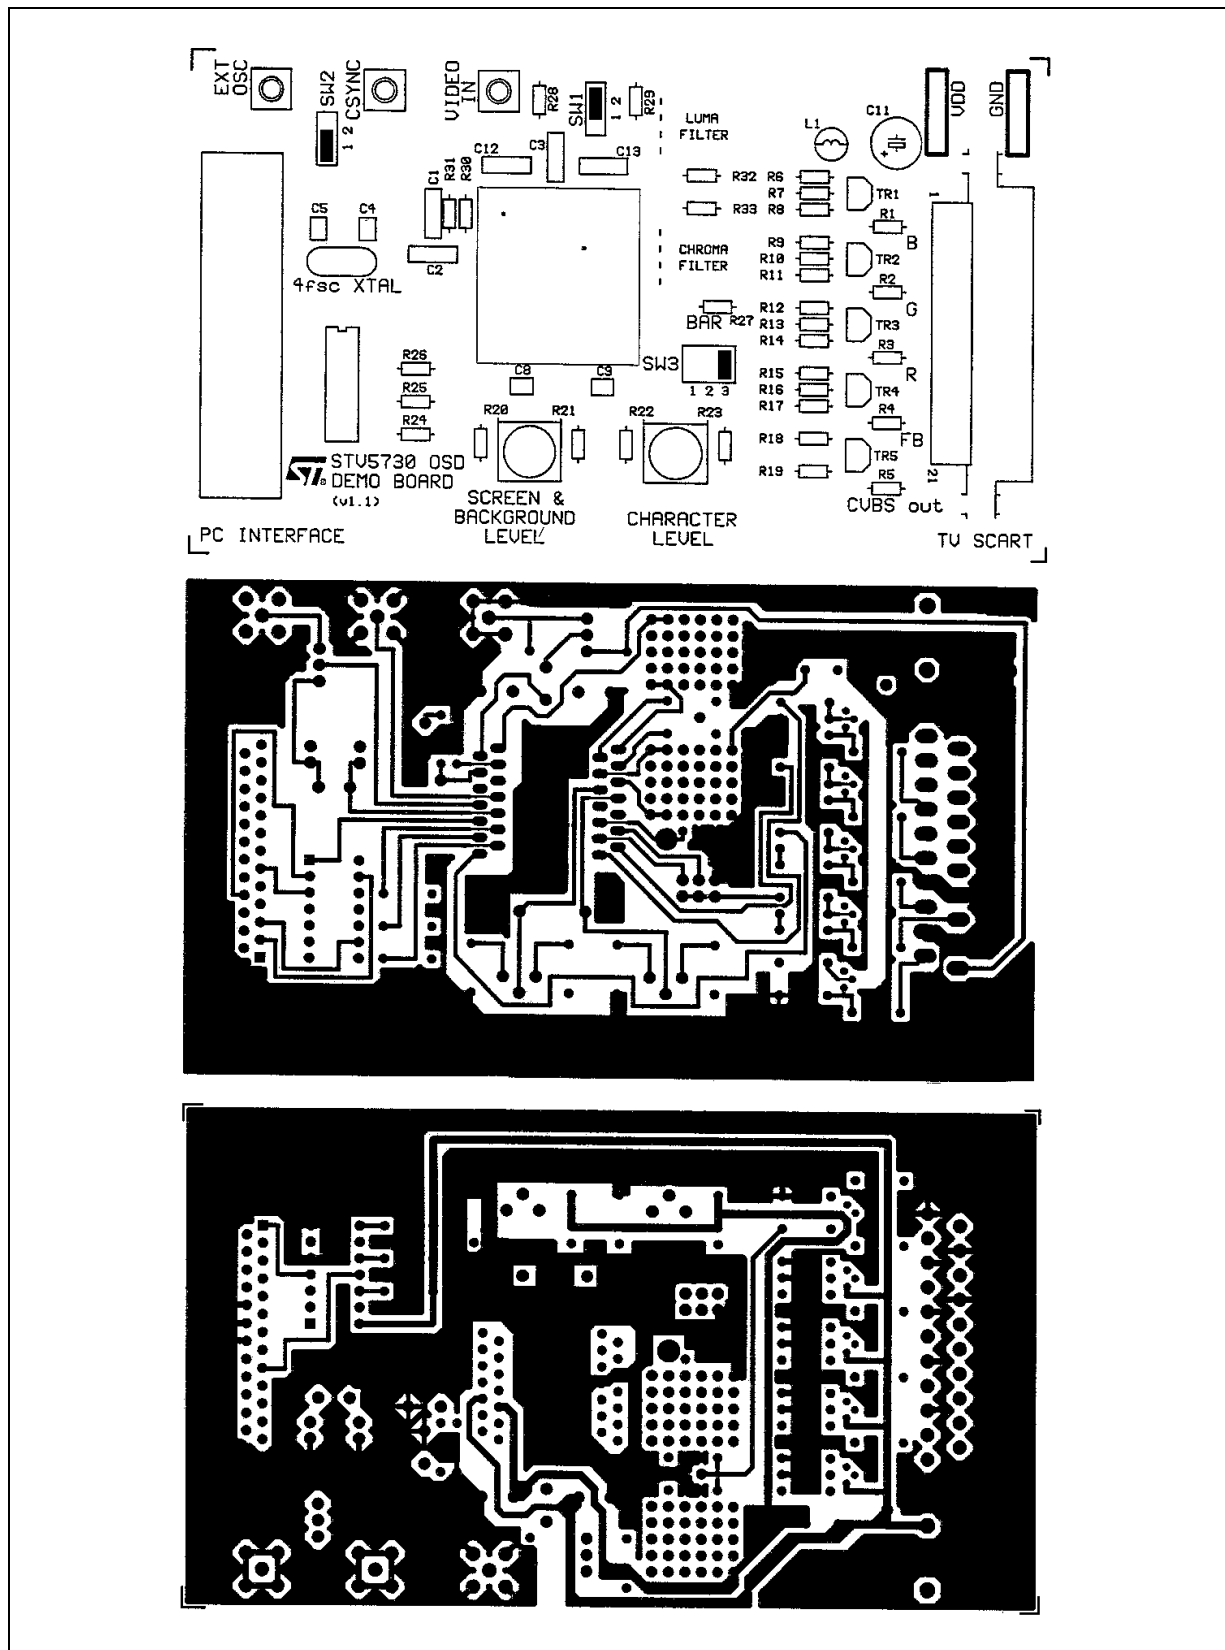 EXT
OSC
SW2
1 2
CSYNC
VIDEO
IN
R28
SW1
1 2
R29
LUMA
FILTER
L1
C11
+
VDD
GND
C12
C3
C13
R31
R30
C1
R32
R6
R7
TR1
R33
R8
1
R1
C5
C4
C2
4fsc XTAL
CHROMA
FILTER
R9
B
R10
TR2
R11
R2
R12
G
BAR
R27
R13
TR3
R14
R3
R26
C8
C9
SW3
1 2 3
R15
R
R16
TR4
R25
R17
R20
R21
R22
R23
R4
R24
R18
FB
TR5
ST
STV5730 OSD
DEMO BOARD
(v1.1)
R19
21
R5
SCREEN &
BACKGROUND
LEVEL
CHARACTER
LEVEL
CVBS out
PC INTERFACE
TV SCART